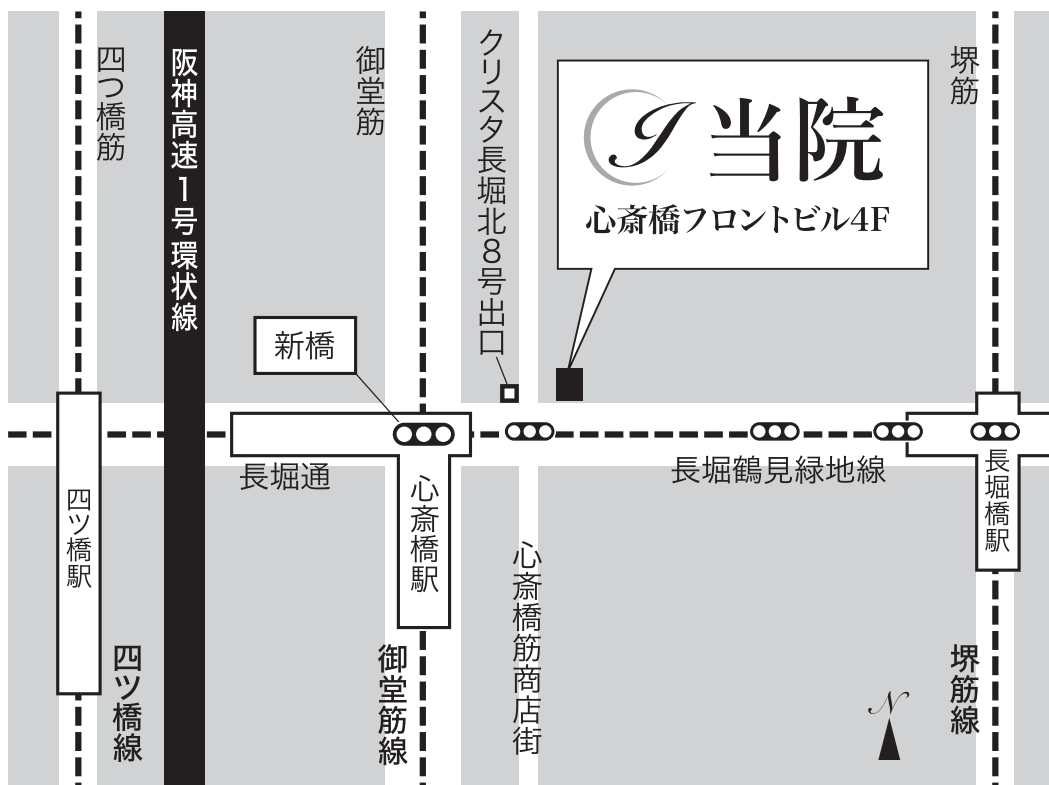 四つ橋筋
阪神高速1号環状線
御堂筋
クリスタ長堀北8号出口
I 当院
心斎橋フロントビル4F
堺筋
新橋
長堀通
長堀鶴見緑地線
四ツ橋駅
心斎橋駅
長堀橋駅
心斎橋筋商店街
四ツ橋線
御堂筋線
堺筋線
N